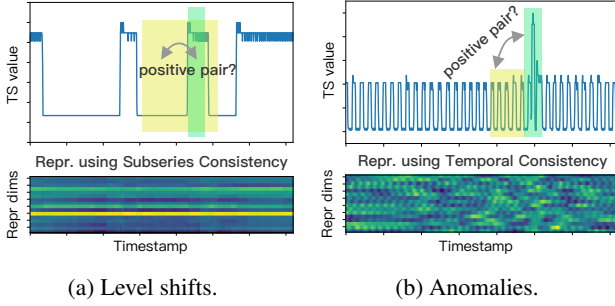 TS value
positive pair?
Repr. using Subseries Consistency
Repr dims
Timestamp
(a) Level shifts.
TS value
positive pair?
Repr. using Temporal Consistency
Repr dims
Timestamp
(b) Anomalies.